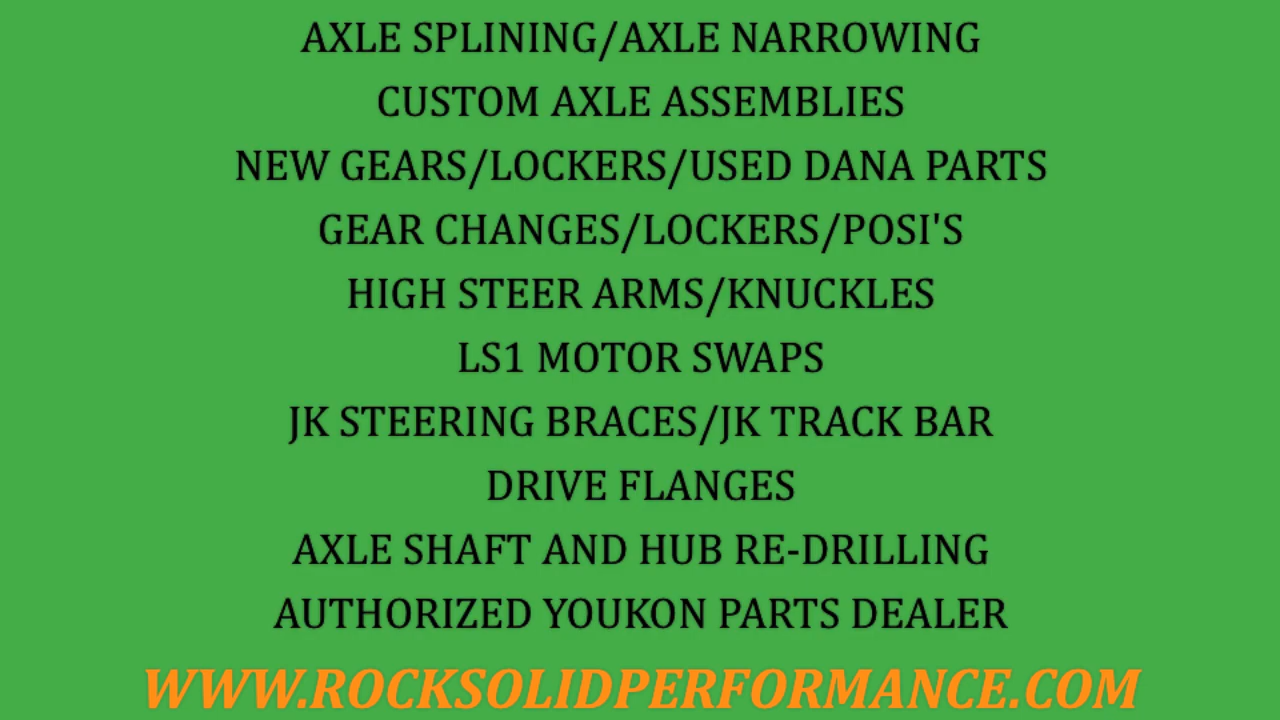 AXLE SPLINING/AXLE NARROWING
CUSTOM AXLE ASSEMBLIES
NEW GEARS/LOCKERS/USED DANA PARTS
GEAR CHANGES/LOCKERS/POSI'S
HIGH STEER ARMS/KNUCKLES
LS1 MOTOR SWAPS
JK STEERING BRACES/JK TRACK BAR
DRIVE FLANGES
AXLE SHAFT AND HUB RE-DRILLING
AUTHORIZED YOUKON PARTS DEALER
WWW.ROCKSOLIDPERFORMANCE.COM